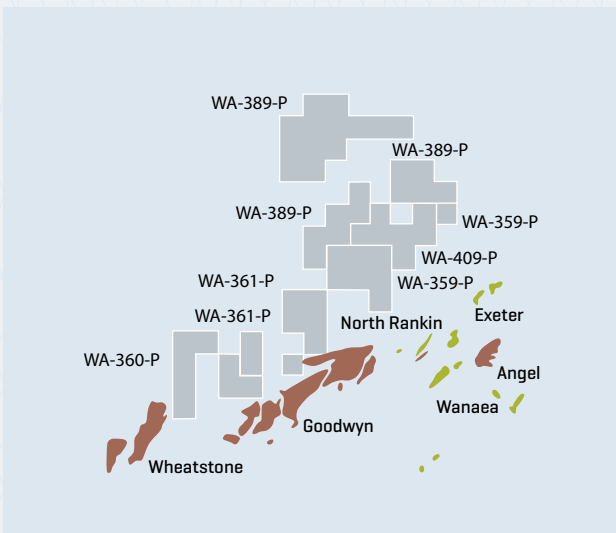 WA-389-P
WA-389-P
WA-389-P
WA-359-P
WA-409-P
WA-361-P
WA-359-P
Exeter
WA-361-P
North Rankin
WA-360-P
Angel
Wanaea
Goodwyn
Wheatstone